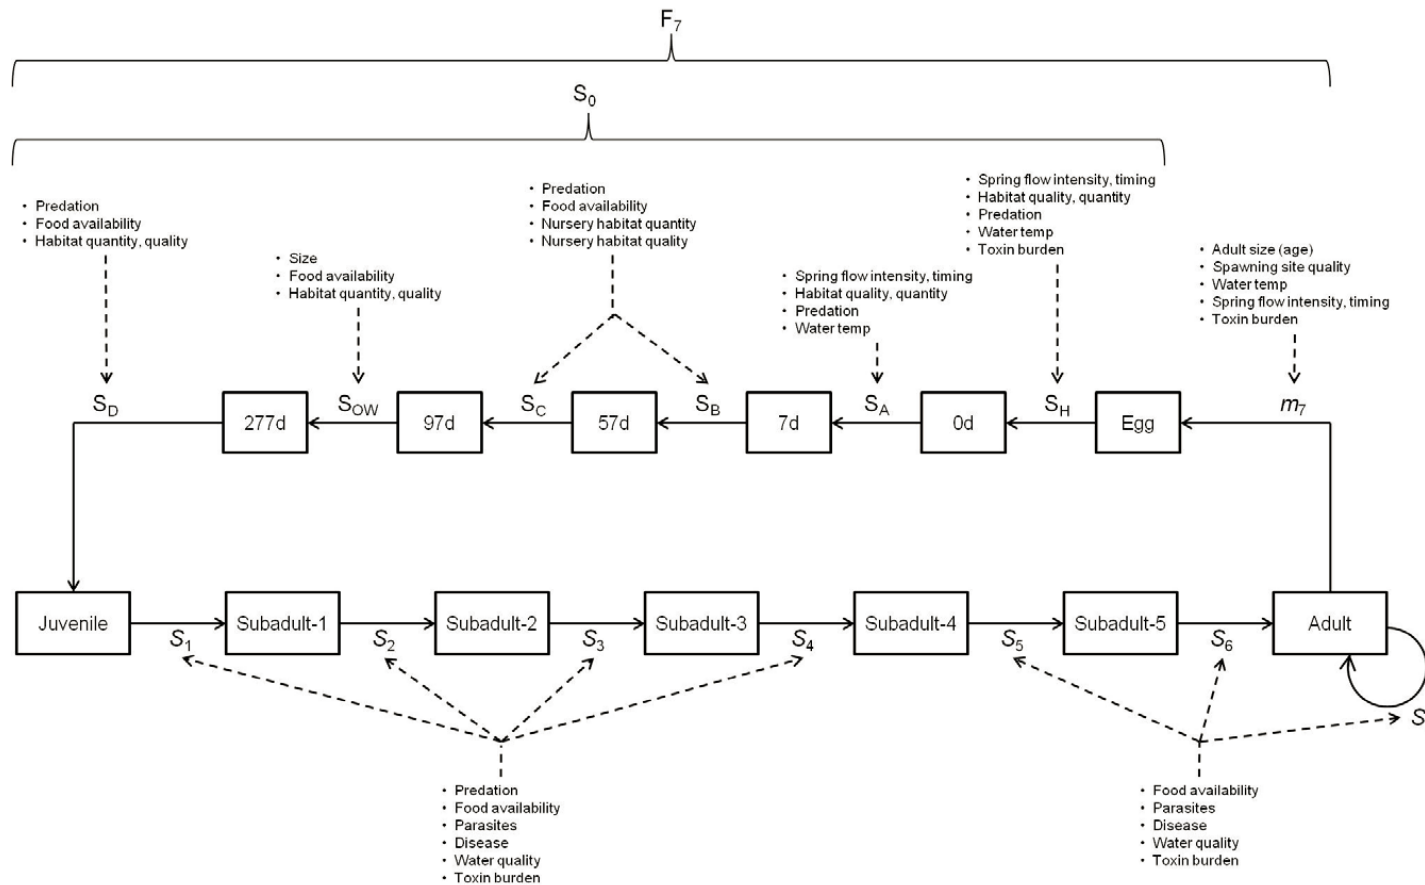 F7
S0
• Predation
• Food availability
• Habitat quantity, quality
• Size
• Food availability
• Habitat quantity, quality
• Predation
• Food availability
• Nursery habitat quantity
• Nursery habitat quality
• Spring flow intensity, timing
• Habitat quality, quantity
• Predation
• Water temp
• Spring flow intensity, timing
• Habitat quality, quantity
• Predation
• Water temp
• Toxin burden
• Adult size (age)
• Spawning site quality
• Water temp
• Spring flow intensity, timing
• Toxin burden
SD
277d
SOW
97d
SC
57d
SB
7d
SA
0d
SH
Egg
m7
Juvenile
S1
Subadult-1
S2
Subadult-2
S3
Subadult-3
S4
Subadult-4
S5
Subadult-5
S6
Adult
S
• Predation
• Food availability
• Parasites
• Disease
• Water quality
• Toxin burden
• Food availability
• Parasites
• Disease
• Water quality
• Toxin burden